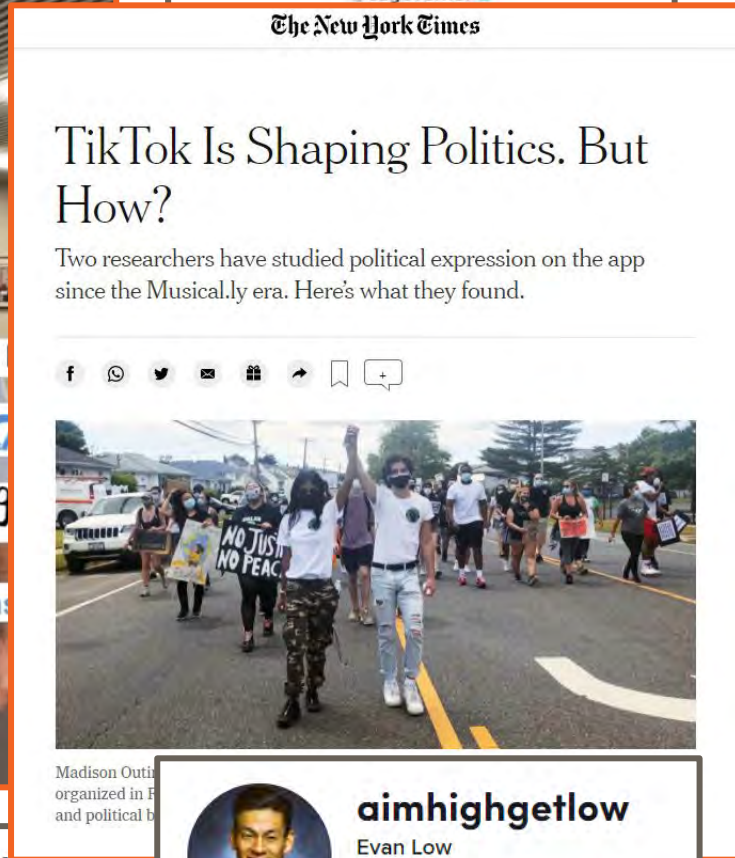 The New York Times
TikTok Is Shaping Politics. But
How?
Two researchers have studied political expression on the app
since the Musical.ly era. Here's what they found.
NO JUST
NO PEAC
Madison Outi
organized in
and political b
aimhighgetlow
Evan Low